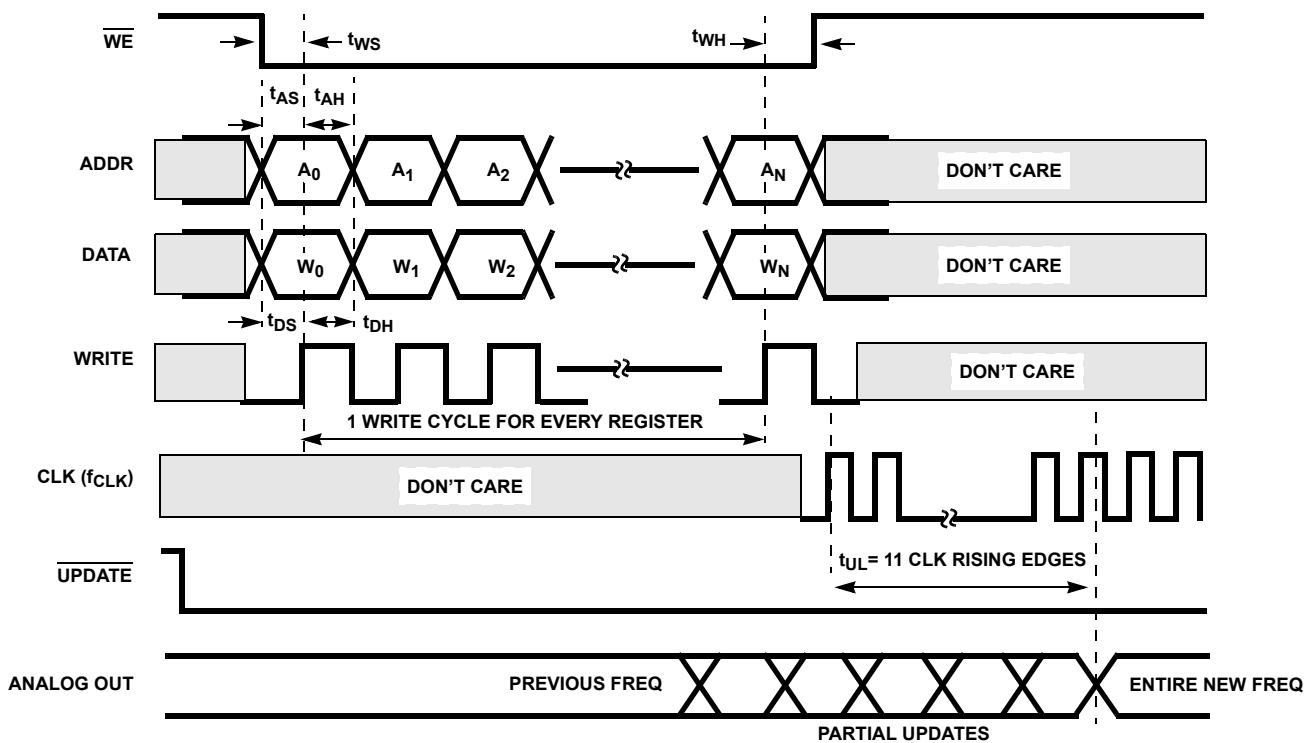 WE
tWS
tWH
tAS
tAH
ADDR
A0
A1
A2
AN
DON'T CARE
DATA
W0
W1
W2
WN
DON'T CARE
tDS
tDH
WRITE
DON'T CARE
1 WRITE CYCLE FOR EVERY REGISTER
CLK (fCLK)
DON'T CARE
tUL= 11 CLK RISING EDGES
UPDATE
ANALOG OUT
PREVIOUS FREQ
ENTIRE NEW FREQ
PARTIAL UPDATES